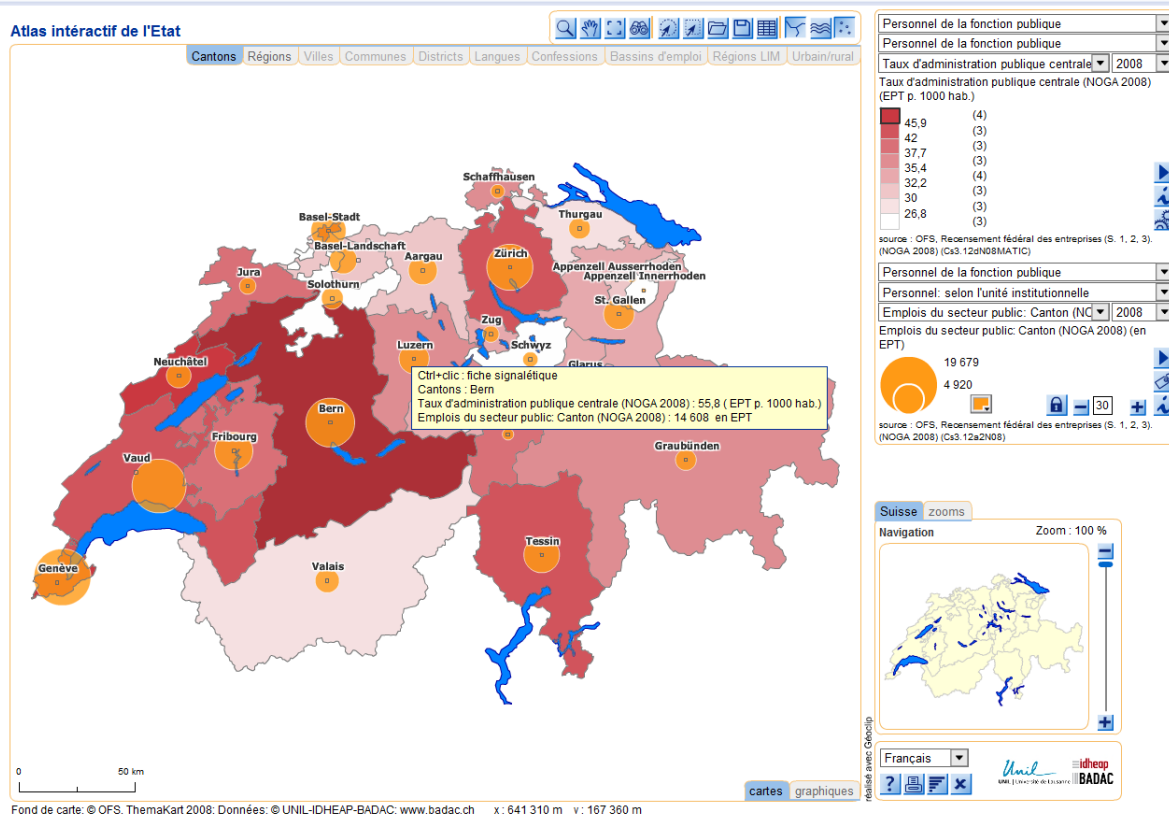 Atlas intéractif de l'Etat
Cantons Régions Villes Communes Districts Langues Confessions Bassins d'emploi Régions LIM Urbain/rural
Schaffhausen
Basel-Stadt
Thurgau
Basel-Landschaft
Zürich
Aargau
Appenzell Ausserrhoden
Jura
Appenzell Innerrhoden
Solothurn
St. Gallen
Zug
Luzern
Schwyz
Neuchâtel
Glarus
Ctrl+clic : fiche signalétique
Cantons : Bern
Taux d'administration publique centrale (NOGA 2008) : 55,8 ( EPT p. 1000 hab.)
Emplois du secteur public: Canton (NOGA 2008) : 14 608 en EPT
Bern
Fribourg
Graubünden
Vaud
Tessin
Genève
Valais
0 50 km
cartes graphiques
Fond de carte: © OFS, ThemaKart 2008; Données: © UNIL-IDHEAP-BADAC; www.badac.ch x : 641 310 m y : 167 360 m
réalisé avec Géoclip
Personnel de la fonction publique
Personnel de la fonction publique
Taux d'administration publique centrale 2008
Taux d'administration publique centrale (NOGA 2008)
(EPT p. 1000 hab.)
45,9 (4)
42 (3)
37,7 (3)
35,4 (3)
32,2 (4)
30 (3)
26,8 (3)
(3)
source : OFS, Recensement fédéral des entreprises (S. 1, 2, 3).
(NOGA 2008) (Cs3.12dN08MATIC)
Personnel de la fonction publique
Personnel: selon l'unité institutionnelle
Emplois du secteur public: Canton (NO 2008
Emplois du secteur public: Canton (NOGA 2008) (en
EPT)
19 679
4 920
30
source : OFS, Recensement fédéral des entreprises (S. 1, 2, 3).
(NOGA 2008) (Cs3.12a2N08)
Suisse zooms
Navigation Zoom : 100 %
Français
Unil
UNIL | Université de Lausanne
idheap
BADAC